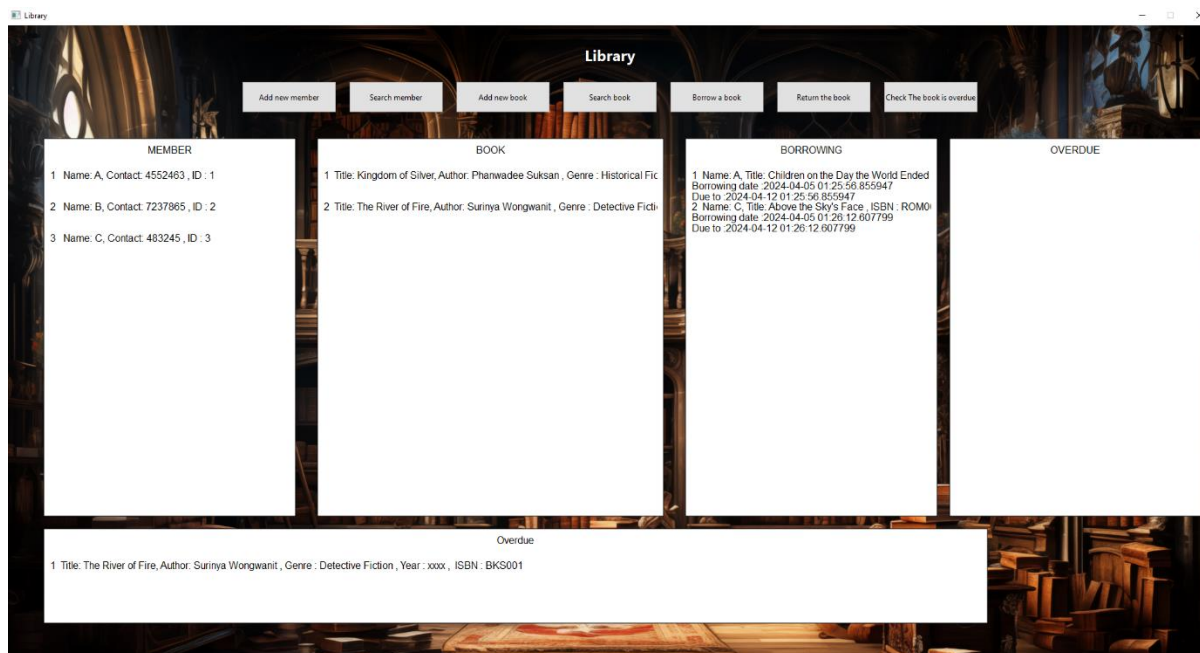 Library
Library
Add new member
Search member
Add new book
Search book
Borrow a book
Return the book
Check The book is overdue
MEMBER
1 Name: A, Contact: 4552463 , ID : 1
2 Name: B, Contact: 7237865 , ID : 2
3 Name: C, Contact: 483245 , ID : 3
BOOK
1 Title: Kingdom of Silver, Author: Phanwadee Suksan , Genre : Historical Fic
2 Title: The River of Fire, Author: Surinya Wongwanit , Genre : Detective Ficti
BORROWING
1 Name: A, Title: Children on the Day the World Ended
Borrowing date :2024-04-05 01:25:56.855947
Due to :2024-04-12 01:25:56.855947
2 Name: C, Title: Above the Sky's Face , ISBN : ROM0
Borrowing date :2024-04-05 01:26:12.607799
Due to :2024-04-12 01:26:12.607799
OVERDUE
Overdue
1 Title: The River of Fire, Author: Surinya Wongwanit , Genre : Detective Fiction , Year : xxxx , ISBN : BKS001